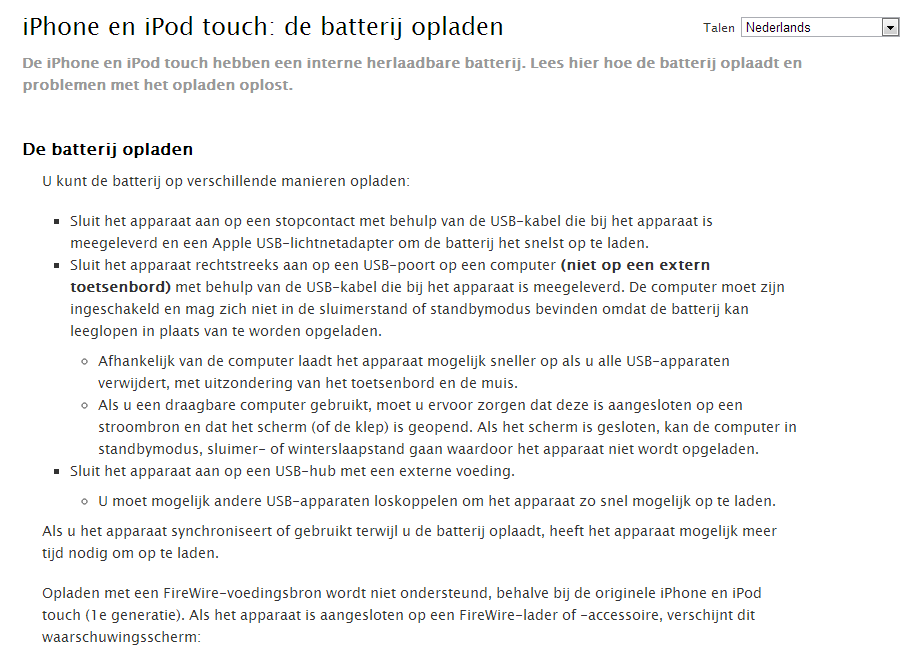 iPhone en iPod touch: de batterij opladen
Talen Nederlands
De iPhone en iPod touch hebben een interne herlaadbare batterij. Lees hier hoe de batterij oplaadt en
problemen met het opladen oplost.
De batterij opladen
U kunt de batterij op verschillende manieren opladen:
Sluit het apparaat aan op een stopcontact met behulp van de USB-kabel die bij het apparaat is
meegeleverd en een Apple USB-lichtnetadapter om de batterij het snelst op te laden.
Sluit het apparaat rechtstreeks aan op een USB-poort op een computer (niet op een extern
toetsenbord) met behulp van de USB-kabel die bij het apparaat is meegeleverd. De computer moet zijn
ingeschakeld en mag zich niet in de sluimerstand of standbymodus bevinden omdat de batterij kan
leeglopen in plaats van te worden opgeladen.
Afhankelijk van de computer laadt het apparaat mogelijk sneller op als u alle USB-apparaten
verwijdert, met uitzondering van het toetsenbord en de muis.
Als u een draagbare computer gebruikt, moet u ervoor zorgen dat deze is aangesloten op een
stroombron en dat het scherm (of de klep) is geopend. Als het scherm is gesloten, kan de computer in
standbymodus, sluimer- of winterslaapstand gaan waardoor het apparaat niet wordt opgeladen.
Sluit het apparaat aan op een USB-hub met een externe voeding.
U moet mogelijk andere USB-apparaten loskoppelen om het apparaat zo snel mogelijk op te laden.
Als u het apparaat synchroniseert of gebruikt terwijl u de batterij oplaadt, heeft het apparaat mogelijk meer
tijd nodig om op te laden.
Opladen met een FireWire-voedingsbron wordt niet ondersteund, behalve bij de originele iPhone en iPod
touch (1e generatie). Als het apparaat is aangesloten op een FireWire-lader of -accessoire, verschijnt dit
waarschuwingsscherm: